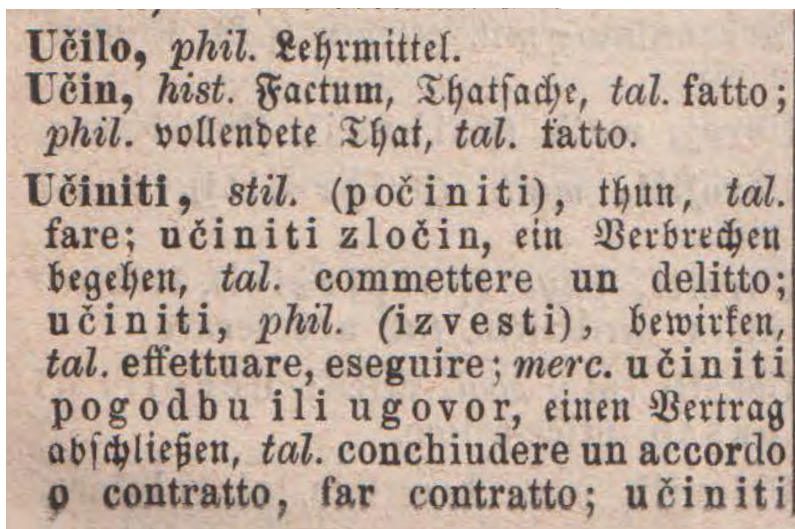 Učilo, phil. Lehrmittel.
Učin, hist. Factum, Thatsache, tal. fatto;
phil. vollendete That, tal. fatto.
Učiniti, stil. (počiniti), thun, tal.
fare; učiniti zločin, ein Verbrechen
begehen, tal. commettere un delitto;
učiniti, phil. (izvesti), bewirken,
tal. effettuare, eseguire; merc. učiniti
pogodbu ili ugovor, einen Vertrag
abschließen, tal. conchiudere un accordo
o contratto, far contratto; učiniti